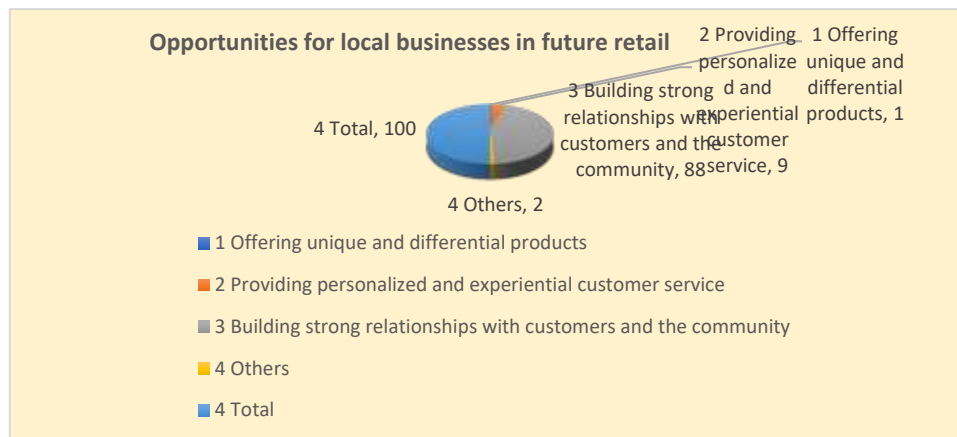 Opportunities for local businesses in future retail
2 Providing
personalize
d and
experiential
customer
service, 9
1 Offering
unique and
differential
products, 1
3 Building strong
relationships with
customers and the
community, 88
4 Total, 100
4 Others, 2
1 Offering unique and differential products
2 Providing personalized and experiential customer service
3 Building strong relationships with customers and the community
4 Others
4 Total